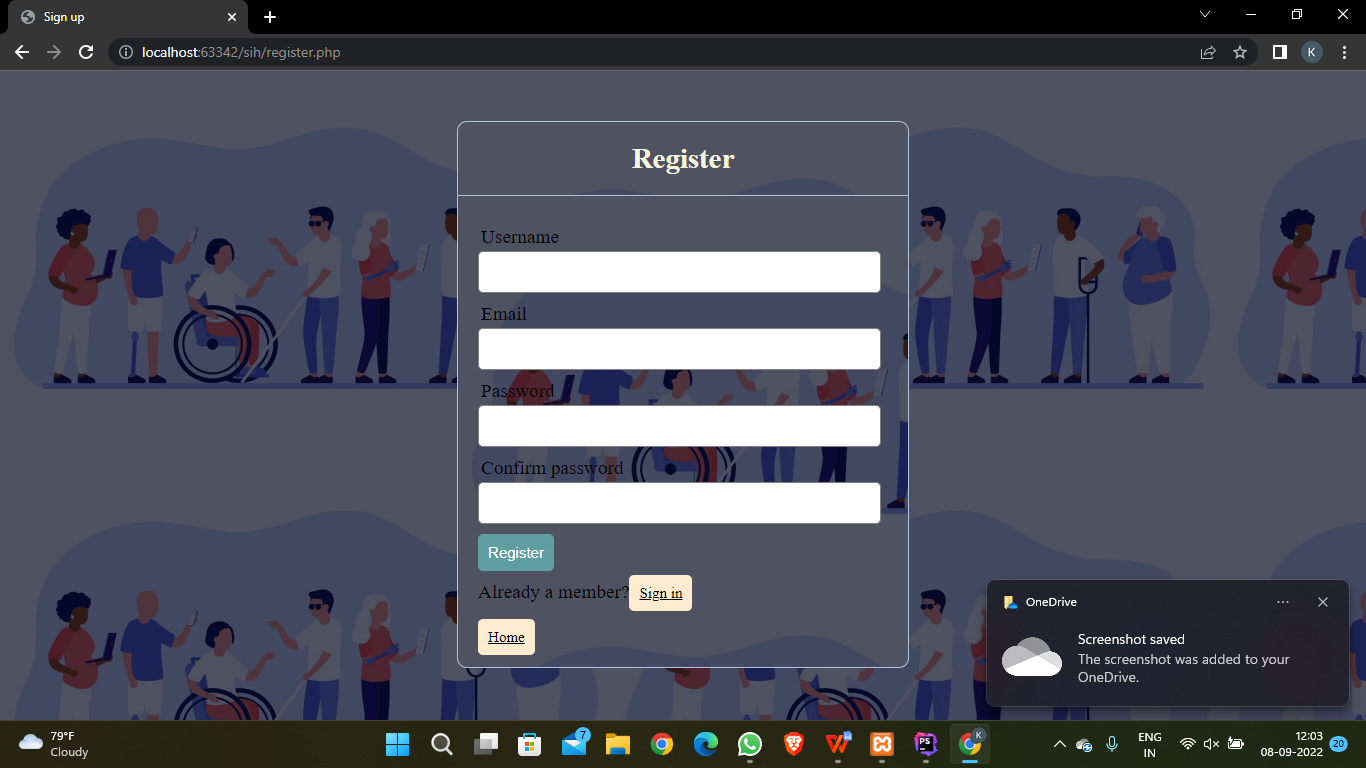 Sign up
localhost:63342/sih/register.php
K
Register
Username
Email
Password
Confirm password
Register
Already a member? Sign in
Home
OneDrive
Screenshot saved
The screenshot was added to your
OneDrive.
79°F
Cloudy
7
PS
K
ENG
IN
12:03
08-09-2022
20